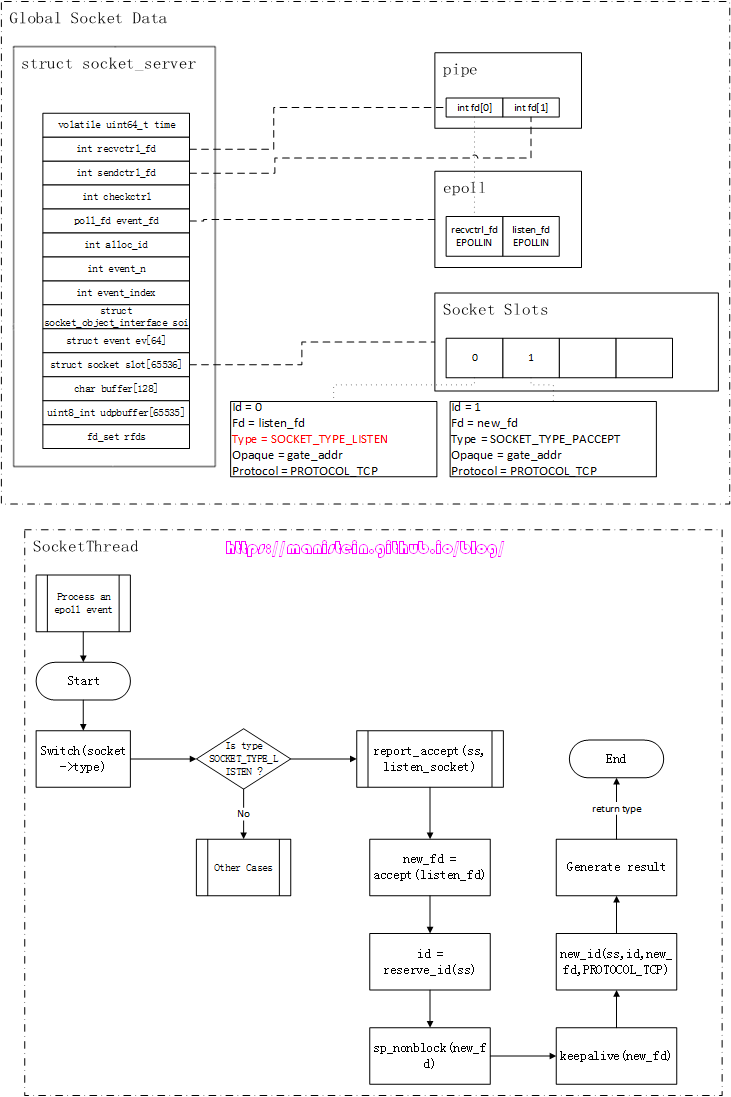 Global Socket Data
struct socket_server
volatile uint64_t time
int recvctrl_fd
int sendctrl_fd
int checkctrl
poll_fd event_fd
int alloc_id
int event_n
int event_index
struct
socket_object_interface soi
struct event ev[64]
struct socket slot[65536]
char buffer[128]
uint8_int udpbuffer[65535]
fd_set rfds
pipe
int fd[0]
int fd[1]
epoll
recvctrl_fd
EPOLLIN
listen_fd
EPOLLIN
Socket Slots
0
1
Id = 0
Fd = listen_fd
Type = SOCKET_TYPE_LISTEN
Opaque = gate_addr
Protocol = PROTOCOL_TCP
Id = 1
Fd = new_fd
Type = SOCKET_TYPE_PACCEPT
Opaque = gate_addr
Protocol = PROTOCOL_TCP
SocketThread
https://manistein.github.io/blog/
Process an
epoll event
Start
Switch(socket
->type)
Is type
SOCKET_TYPE_L
ISTEN ?
No
Other Cases
report_accept(ss,
listen_socket)
new_fd =
accept(listen_fd)
id =
reserve_id(ss)
sp_nonblock(new_f
d)
keepalive(new_fd)
new_id(ss,id,new_
fd,PROTOCOL_TCP)
Generate result
return type
End